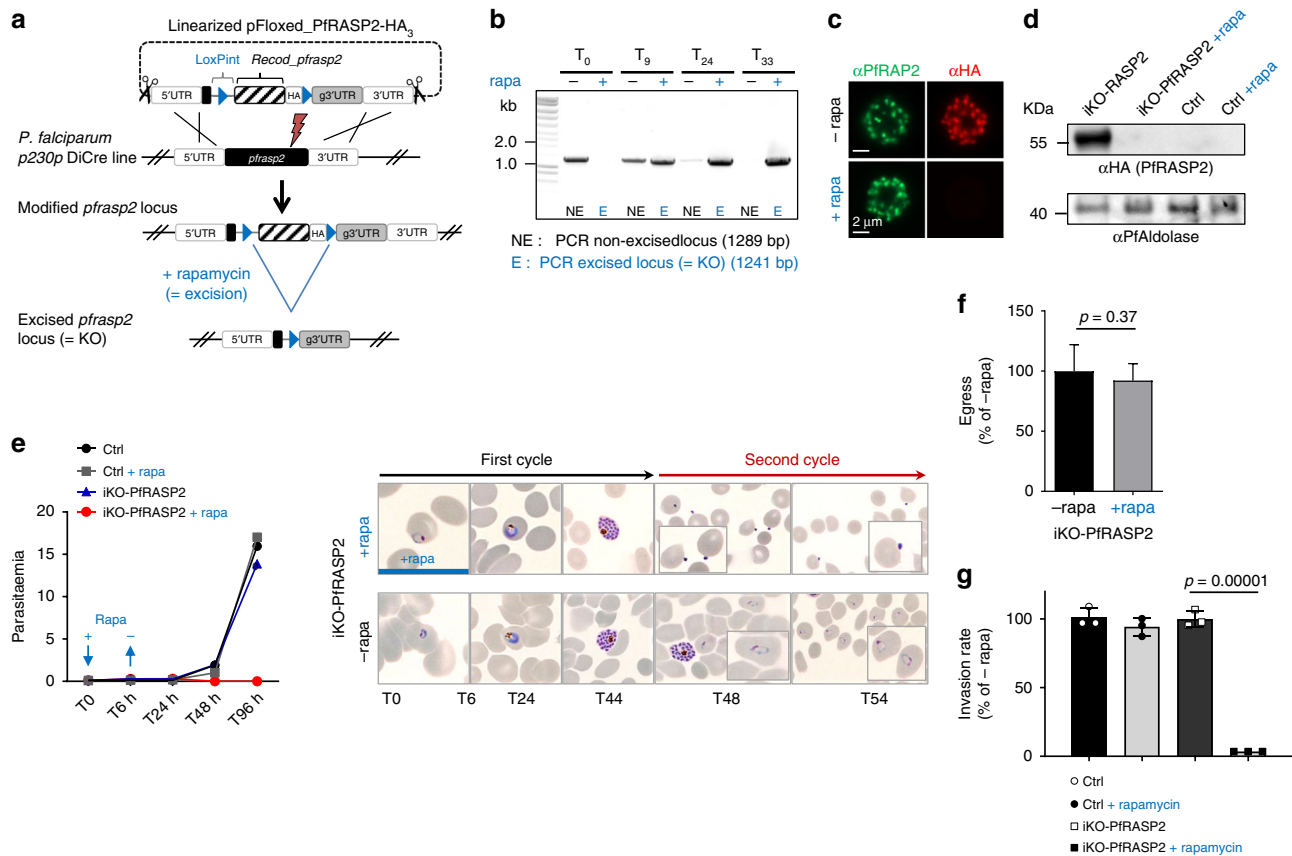 a
Linearized pFloxed_PfRASP2-HA3
LoxPint Recod_pfrasp2
5′UTR HA g3′UTR 3′UTR
P. falciparum
p230p DiCre line
5′UTR pfrasp2 3′UTR
Modified pfrasp2 locus
5′UTR HA g3′UTR 3′UTR
+ rapamycin
(= excision)
Excised pfrasp2
locus (= KO)
5′UTR g3′UTR
b
T0 T9 T24 T33
rapa − + − + − + − +
kb
2.0
1.0
NE E NE E NE E NE E
NE : PCR non-excisedlocus (1289 bp)
E : PCR excised locus (= KO) (1241 bp)
c
αPfRAP2 αHA
− rapa
+ rapa
2 µm
d
iKO-RASP2
iKO-PfRASP2 +rapa
Ctrl
Ctrl +rapa
KDa
55
αHA (PfRASP2)
40
αPfAldolase
e
Ctrl
Ctrl + rapa
iKO-PfRASP2
iKO-PfRASP2 + rapa
Parasitaemia
20
15
10
5
0
Rapa
+ −
T0 T6 h T24 h T48 h T96 h
First cycle Second cycle
iKO-PfRASP2
+rapa
−rapa
+rapa
T0 T6 T24 T44 T48 T54
f
p = 0.37
Egress
(% of −rapa)
150
100
50
0
−rapa +rapa
iKO-PfRASP2
g
p = 0.00001
Invasion rate
(% of − rapa)
100
50
0
Ctrl
Ctrl + rapamycin
iKO-PfRASP2
iKO-PfRASP2 + rapamycin